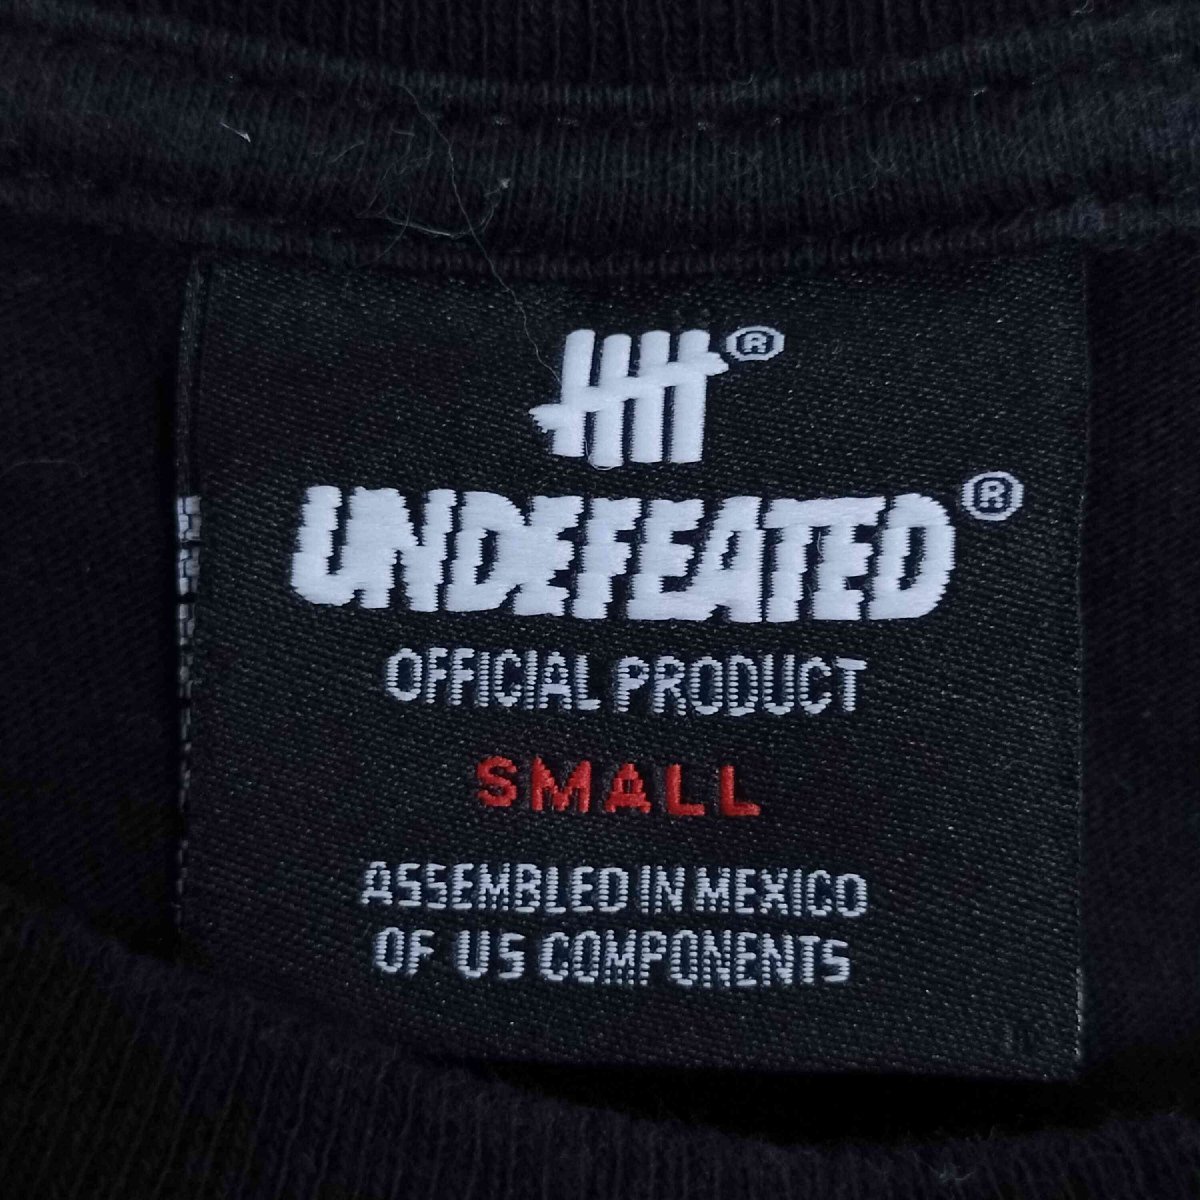 ®
UNDEFEATED®
OFFICIAL PRODUCT
SMALL
ASSEMBLED IN MEXICO
OF US COMPONENTS